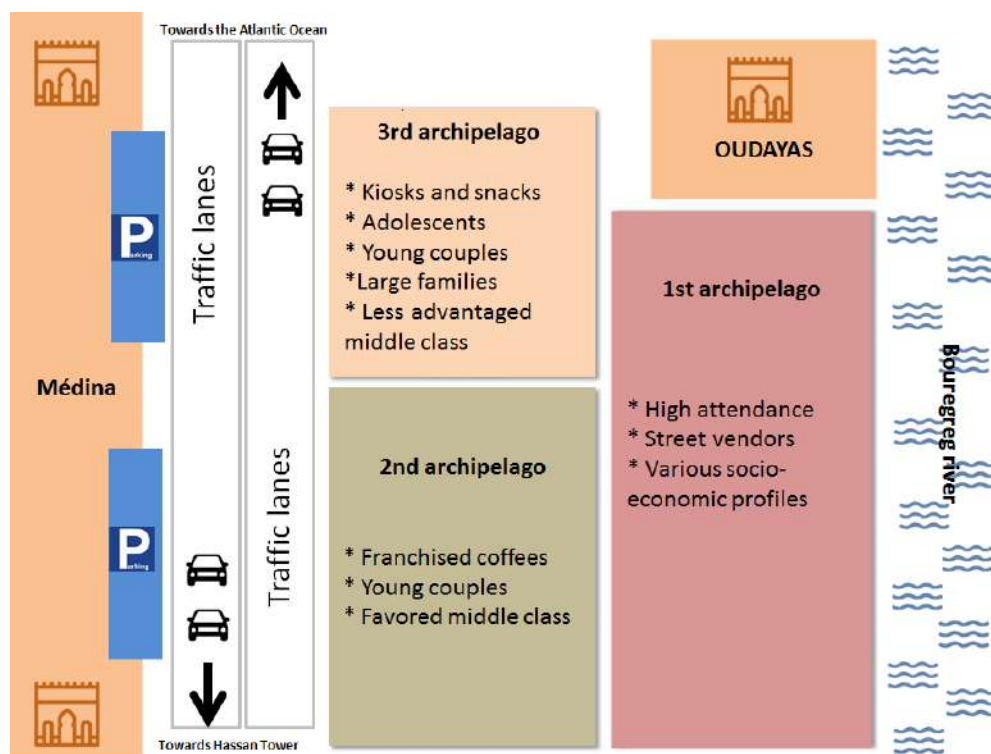 Towards the Atlantic Ocean
Médina
P
arking
P
arking
Traffic lanes
Traffic lanes
Towards Hassan Tower
3rd archipelago
* Kiosks and snacks
* Adolescents
* Young couples
*Large families
* Less advantaged
middle class
2nd archipelago
* Franchised coffees
* Young couples
* Favored middle class
OUDAYAS
1st archipelago
* High attendance
* Street vendors
* Various socio-
economic profiles
Bouregreg river